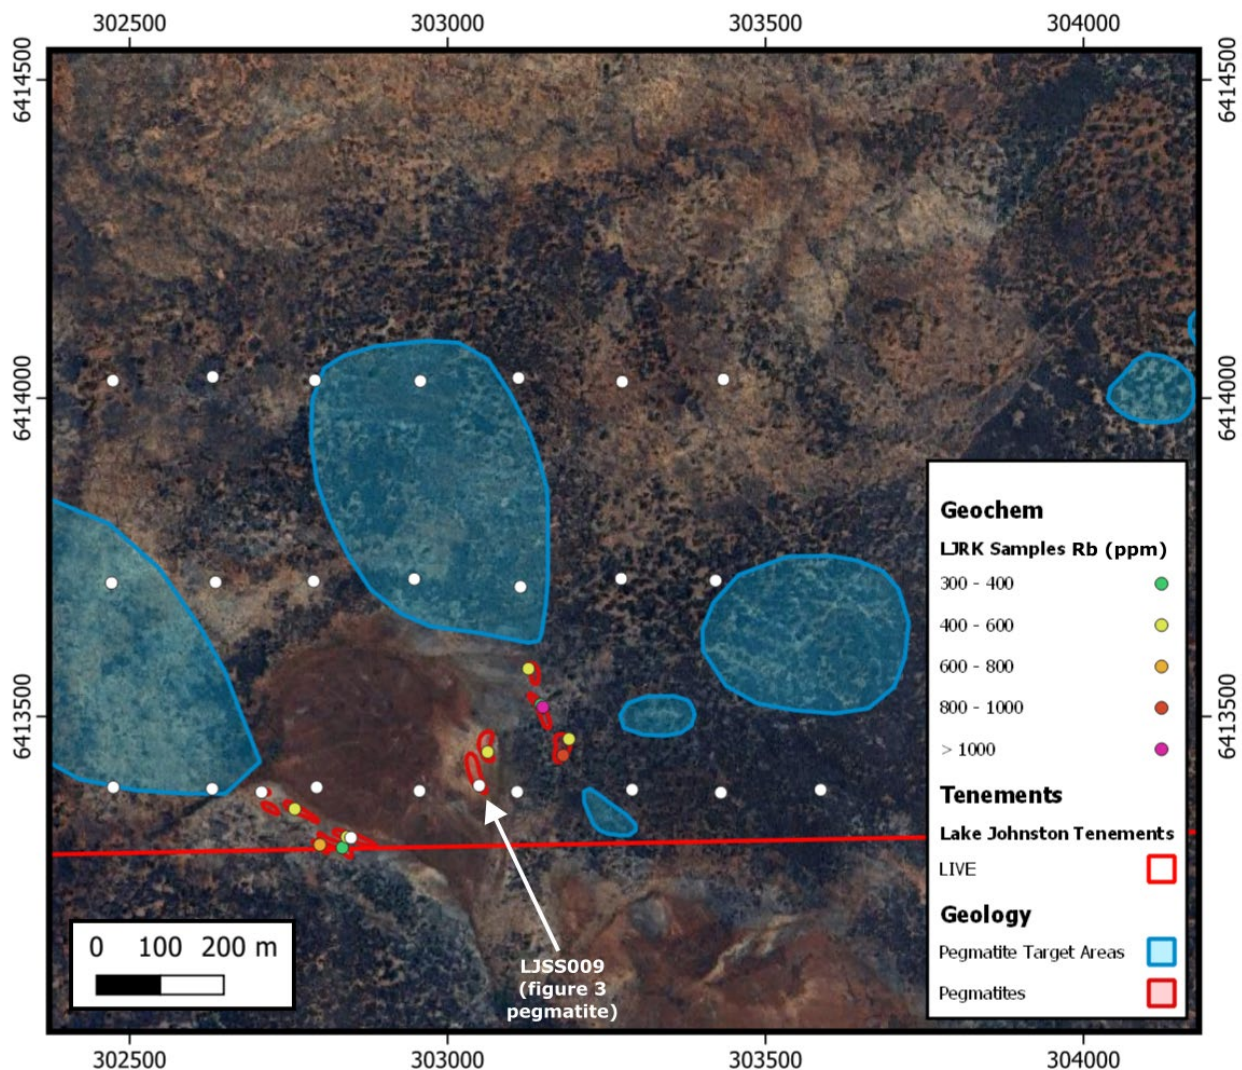 302500 303000 303500 304000
6414500 6414500
6414000 6414000
6413500 6413500
Geochem
LJRK Samples Rb (ppm)
300 - 400
400 - 600
600 - 800
800 - 1000
> 1000
Tenements
Lake Johnston Tenements
LIVE
Geology
Pegmatite Target Areas
Pegmatites
0 100 200 m
LJSS009
(figure 3
pegmatite)
302500 303000 303500 304000